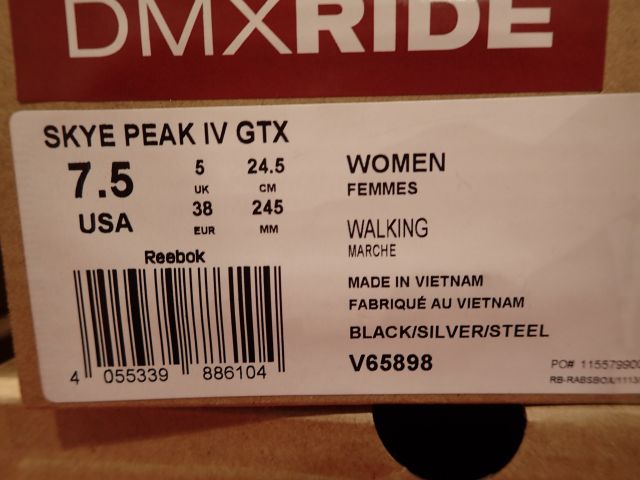 DMXRIDE
SKYE PEAK IV GTX
7.5
USA
5
UK
38
EUR
24.5
CM
245
MM
WOMEN
FEMMES
WALKING
MARCHE
Reebok
MADE IN VIETNAM
FABRIQUÉ AU VIETNAM
BLACK/SILVER/STEEL
V65898
4 055339 886104
PO#